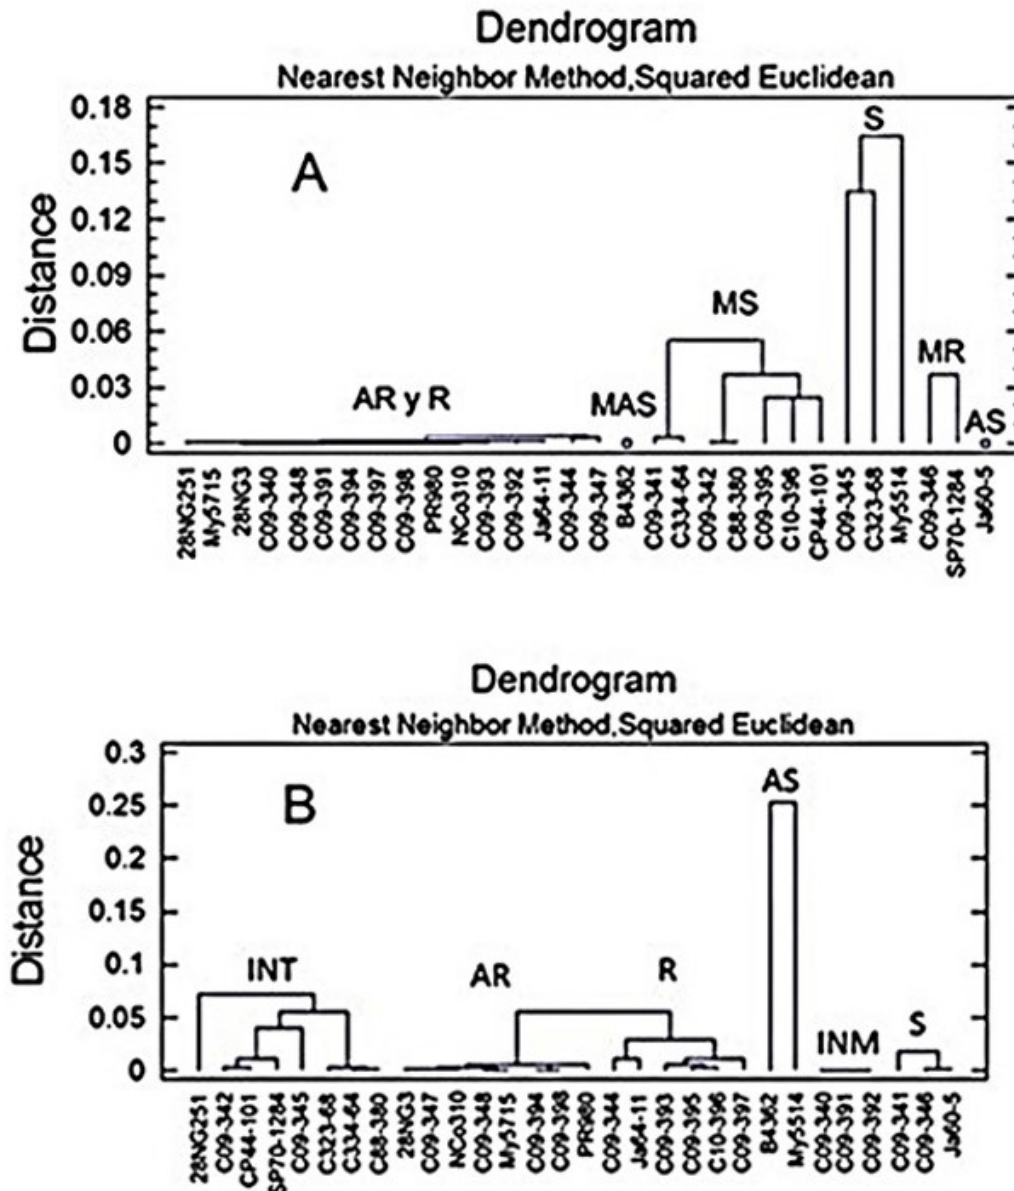 Dendrogram
Nearest Neighbor Method,Squared Euclidean
Distance
0.18
0.15
0.12
0.09
0.06
0.03
0
A
S
MS
MR
AR y R
MAS
AS
28NG251
My5715
28NG3
C09-340
C09-348
C09-391
C09-394
C09-397
C09-398
PR980
NCo310
C09-393
C09-392
Ja64-11
C09-344
C09-347
B4362
C09-341
C334-64
C09-342
C88-380
C09-395
C10-396
CP44-101
C09-345
C323-68
My5514
C09-346
SP70-1284
Ja60-5
Dendrogram
Nearest Neighbor Method,Squared Euclidean
Distance
0.3
0.25
0.2
0.15
0.1
0.05
0
B
AS
INT
AR
R
INM
S
28NG251
C09-342
CP44-101
SP70-1284
C09-345
C323-68
C334-64
C88-380
28NG3
C09-347
NCo310
C09-348
My5715
C09-394
C09-398
PR980
C09-344
Ja64-11
C09-393
C09-395
C10-396
C09-397
B4362
My5514
C09-340
C09-391
C09-392
C09-341
C09-346
Ja60-5